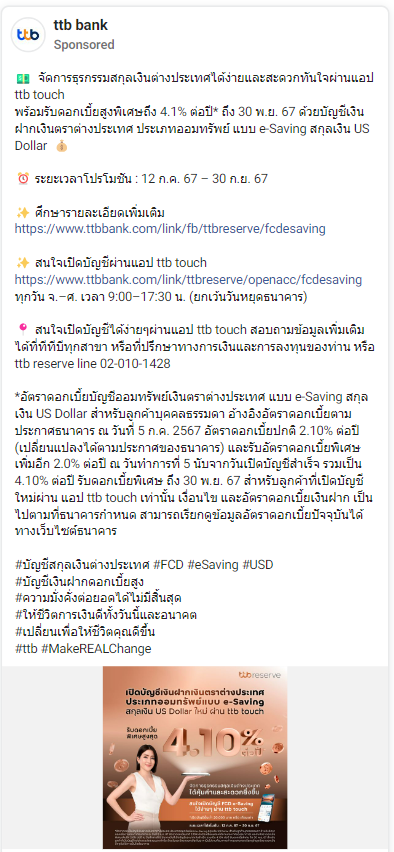 ttb
ttb bank
Sponsored
💵 จัดการธุรกรรมสกุลเงินต่างประเทศได้ง่ายและสะดวกทันใจผ่านแอป
ttb touch
พร้อมรับดอกเบี้ยสูงพิเศษถึง 4.1% ต่อปี* ถึง 30 พ.ย. 67 ด้วยบัญชีเงิน
ฝากเงินตราต่างประเทศ ประเภทออมทรัพย์ แบบ e-Saving สกุลเงิน US
Dollar 💰
⏰ ระยะเวลาโปรโมชัน : 12 ก.ค. 67 – 30 ก.ย. 67
✨ ศึกษารายละเอียดเพิ่มเติม
https://www.ttbbank.com/link/fb/ttbreserve/fcdesaving
✨ สนใจเปิดบัญชีผ่านแอป ttb touch
https://www.ttbbank.com/link/ttbreserve/openacc/fcdesaving
ทุกวัน จ.–ศ. เวลา 9:00–17:30 น. (ยกเว้นวันหยุดธนาคาร)
📍 สนใจเปิดบัญชีได้ง่ายๆผ่านแอป ttb touch สอบถามข้อมูลเพิ่มเติม
ได้ที่ทีทีบีทุกสาขา หรือที่ปรึกษาทางการเงินและการลงทุนของท่าน หรือ
ttb reserve line 02-010-1428
*อัตราดอกเบี้ยบัญชีออมทรัพย์เงินตราต่างประเทศ แบบ e-Saving สกุล
เงิน US Dollar สำหรับลูกค้าบุคคลธรรมดา อ้างอิงอัตราดอกเบี้ยตาม
ประกาศธนาคาร ณ วันที่ 5 ก.ค. 2567 อัตราดอกเบี้ยปกติ 2.10% ต่อปี
(เปลี่ยนแปลงได้ตามประกาศของธนาคาร) และรับอัตราดอกเบี้ยพิเศษ
เพิ่มอีก 2.0% ต่อปี ณ วันทำการที่ 5 นับจากวันเปิดบัญชีสำเร็จ รวมเป็น
4.10% ต่อปี รับดอกเบี้ยพิเศษ ถึง 30 พ.ย. 67 สำหรับลูกค้าที่เปิดบัญชี
ใหม่ผ่าน แอป ttb touch เท่านั้น เงื่อนไข และอัตราดอกเบี้ยเงินฝาก เป็น
ไปตามที่ธนาคารกำหนด สามารถเรียกดูข้อมูลอัตราดอกเบี้ยปัจจุบันได้
ทางเว็บไซต์ธนาคาร
#บัญชีสกุลเงินต่างประเทศ #FCD #eSaving #USD
#บัญชีเงินฝากดอกเบี้ยสูง
#ความมั่งคั่งต่อยอดได้ไม่มีสิ้นสุด
#ให้ชีวิตการเงินดีทั้งวันนี้และอนาคต
#เปลี่ยนเพื่อให้ชีวิตคุณดีขึ้น
#ttb #MakeREALChange
ttb reserve
เปิดบัญชีเงินฝากเงินตราต่างประเทศ
ประเภทออมทรัพย์แบบ e-Saving
สกุลเงิน US Dollar ใหม่ ผ่าน ttb touch
รับดอกเบี้ย
พิเศษสูงสุด
4.10%
ต่อปี